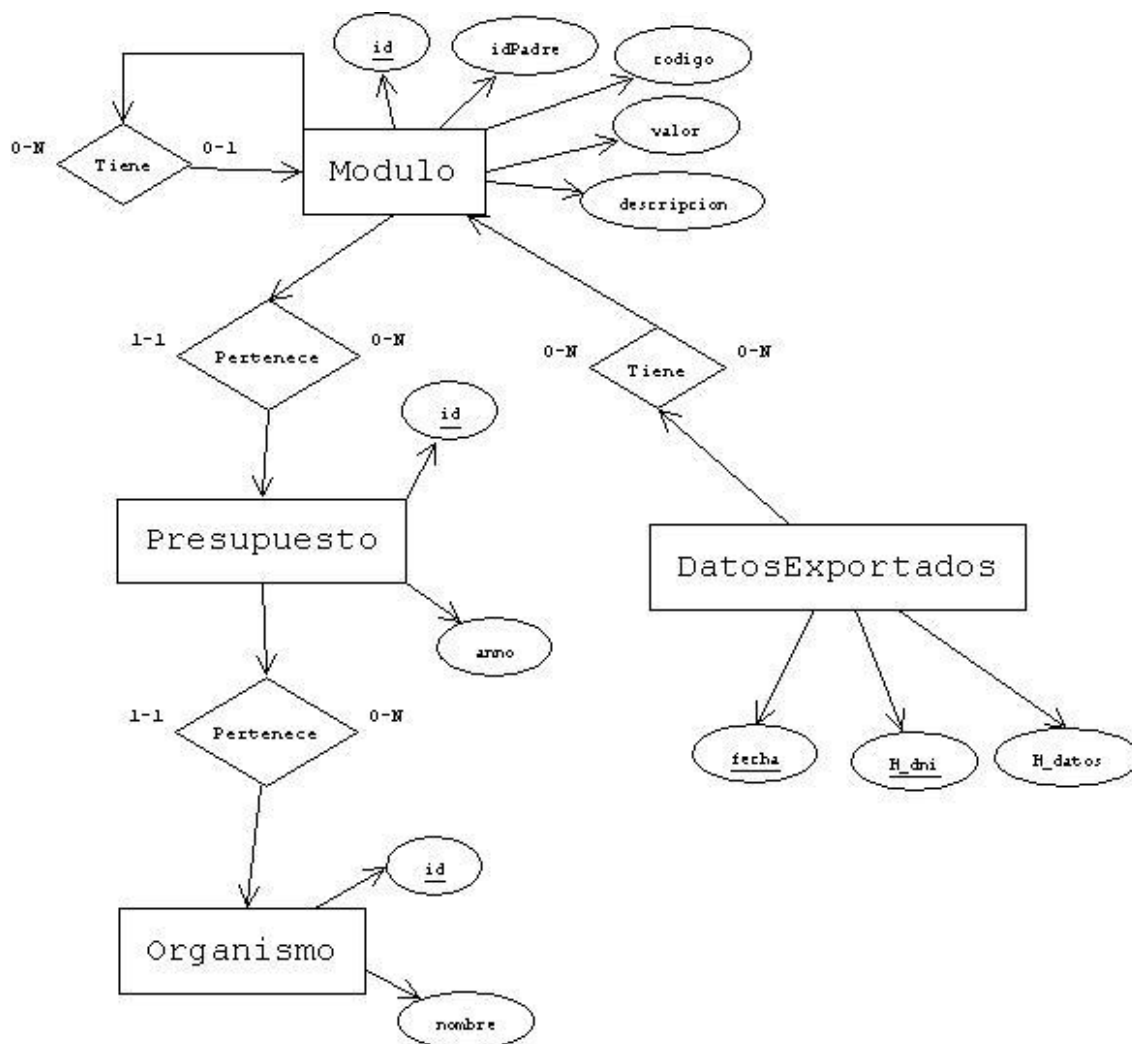 id
idPadre
codigo
valor
descripcion
0-N
Tiene
0-1
Modulo
1-1
Pertenece
0-N
0-N
Tiene
0-N
id
Presupuesto
anno
DatosExportados
fecha
H_dni
H_datos
1-1
Pertenece
0-N
id
Organismo
nombre